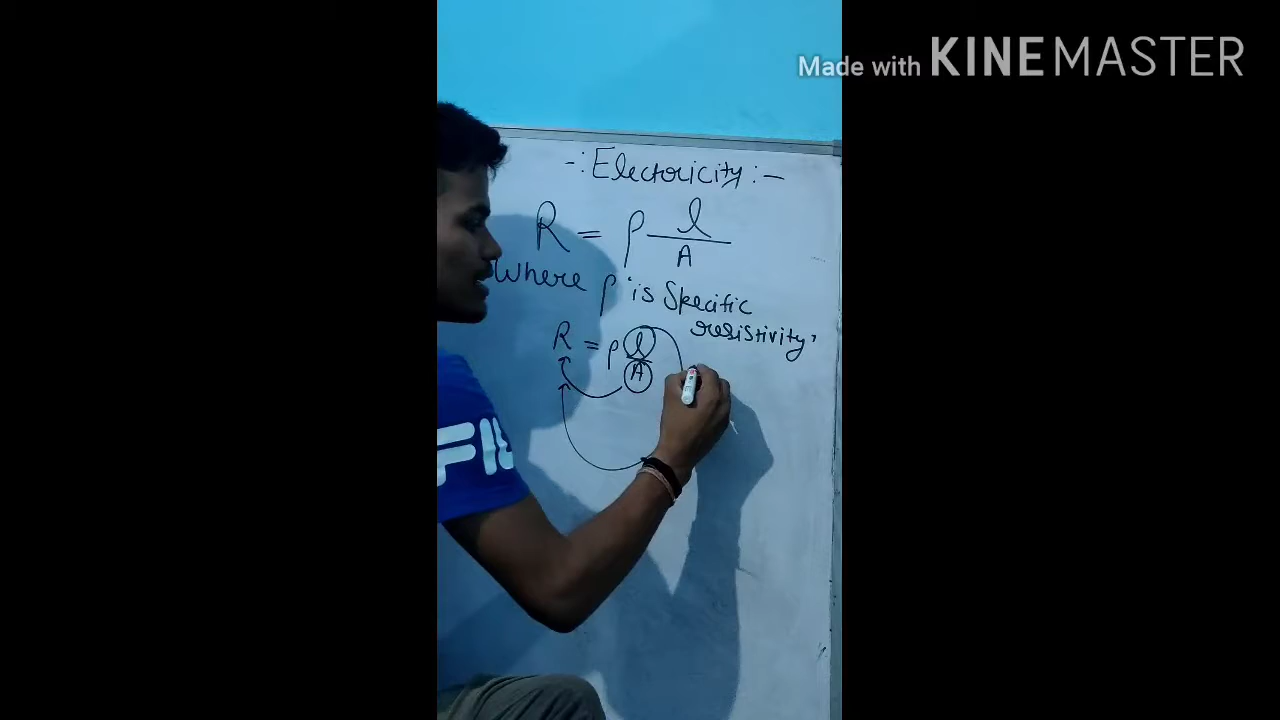 Made with KINEMASTER
-: Electoricity :-
R = ρ l
A
Where ρ is Specific
resistivity,
R = ρ l
A
FIL